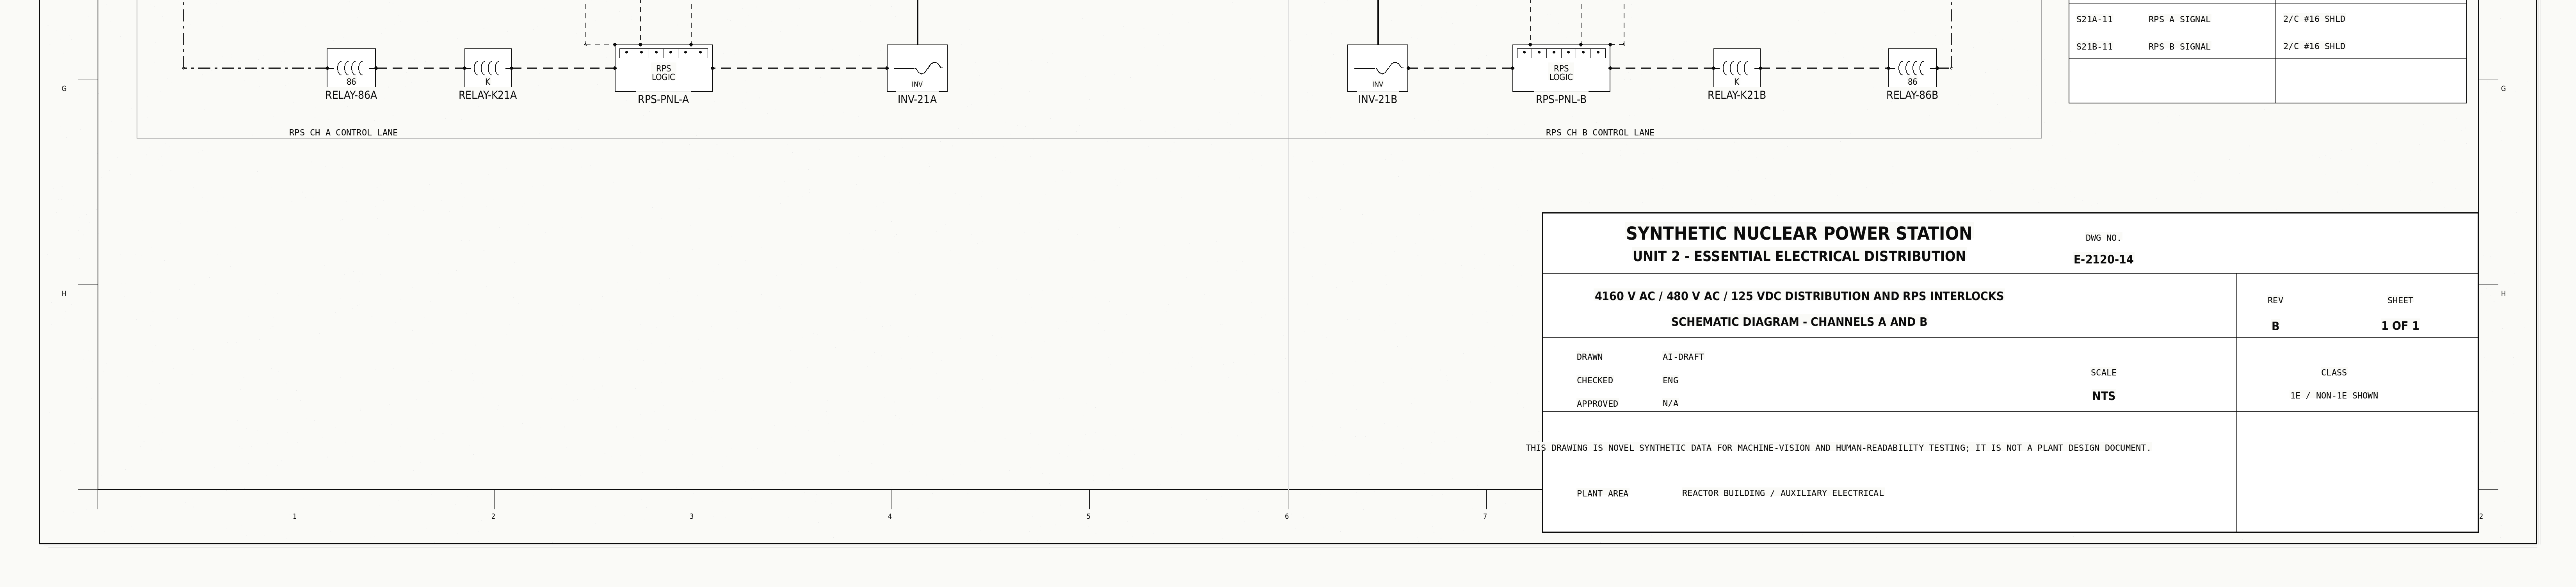 S21A-11 RPS A SIGNAL 2/C #16 SHLD
S21B-11 RPS B SIGNAL 2/C #16 SHLD
RPS
LOGIC
RPS
LOGIC
86
K
INV
INV
K
86
G
G
RELAY-86A
RELAY-K21A
RPS-PNL-A
INV-21A
INV-21B
RPS-PNL-B
RELAY-K21B
RELAY-86B
RPS CH A CONTROL LANE
RPS CH B CONTROL LANE
SYNTHETIC NUCLEAR POWER STATION
UNIT 2 - ESSENTIAL ELECTRICAL DISTRIBUTION
DWG NO.
E-2120-14
H
H
4160 V AC / 480 V AC / 125 VDC DISTRIBUTION AND RPS INTERLOCKS
SCHEMATIC DIAGRAM - CHANNELS A AND B
REV
B
SHEET
1 OF 1
DRAWN AI-DRAFT
CHECKED ENG
APPROVED N/A
SCALE
NTS
CLASS
1E / NON-1E SHOWN
THIS DRAWING IS NOVEL SYNTHETIC DATA FOR MACHINE-VISION AND HUMAN-READABILITY TESTING; IT IS NOT A PLANT DESIGN DOCUMENT.
PLANT AREA REACTOR BUILDING / AUXILIARY ELECTRICAL
1 2 3 4 5 6 7 2